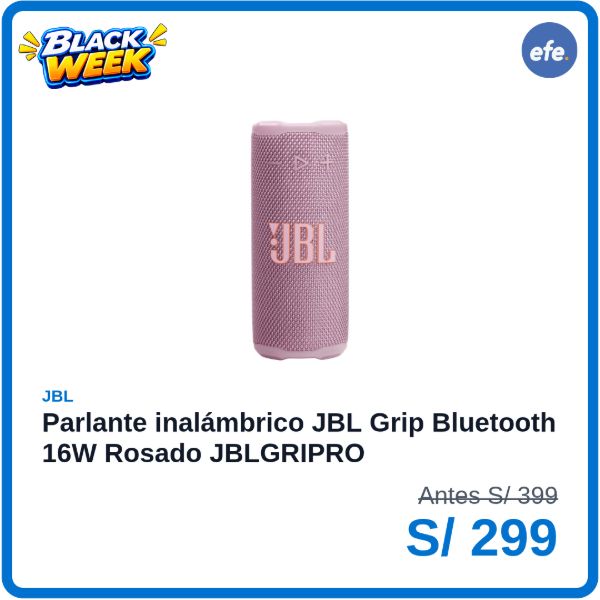 BLACK
WEEK
efe.
JBL
JBL
Parlante inalámbrico JBL Grip Bluetooth
16W Rosado JBLGRIPRO
Antes S/ 399
S/ 299